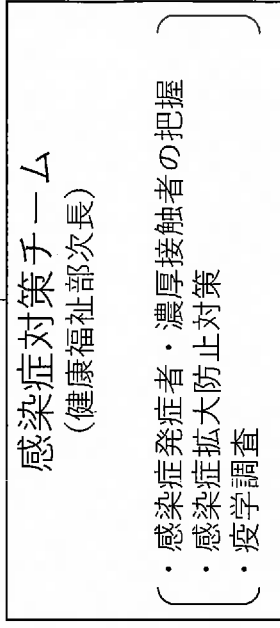 感染症対策チーム
(健康福祉部次長)
・感染症発症者・濃厚接触者の把握
・感染症拡大防止対策
・疫学調査